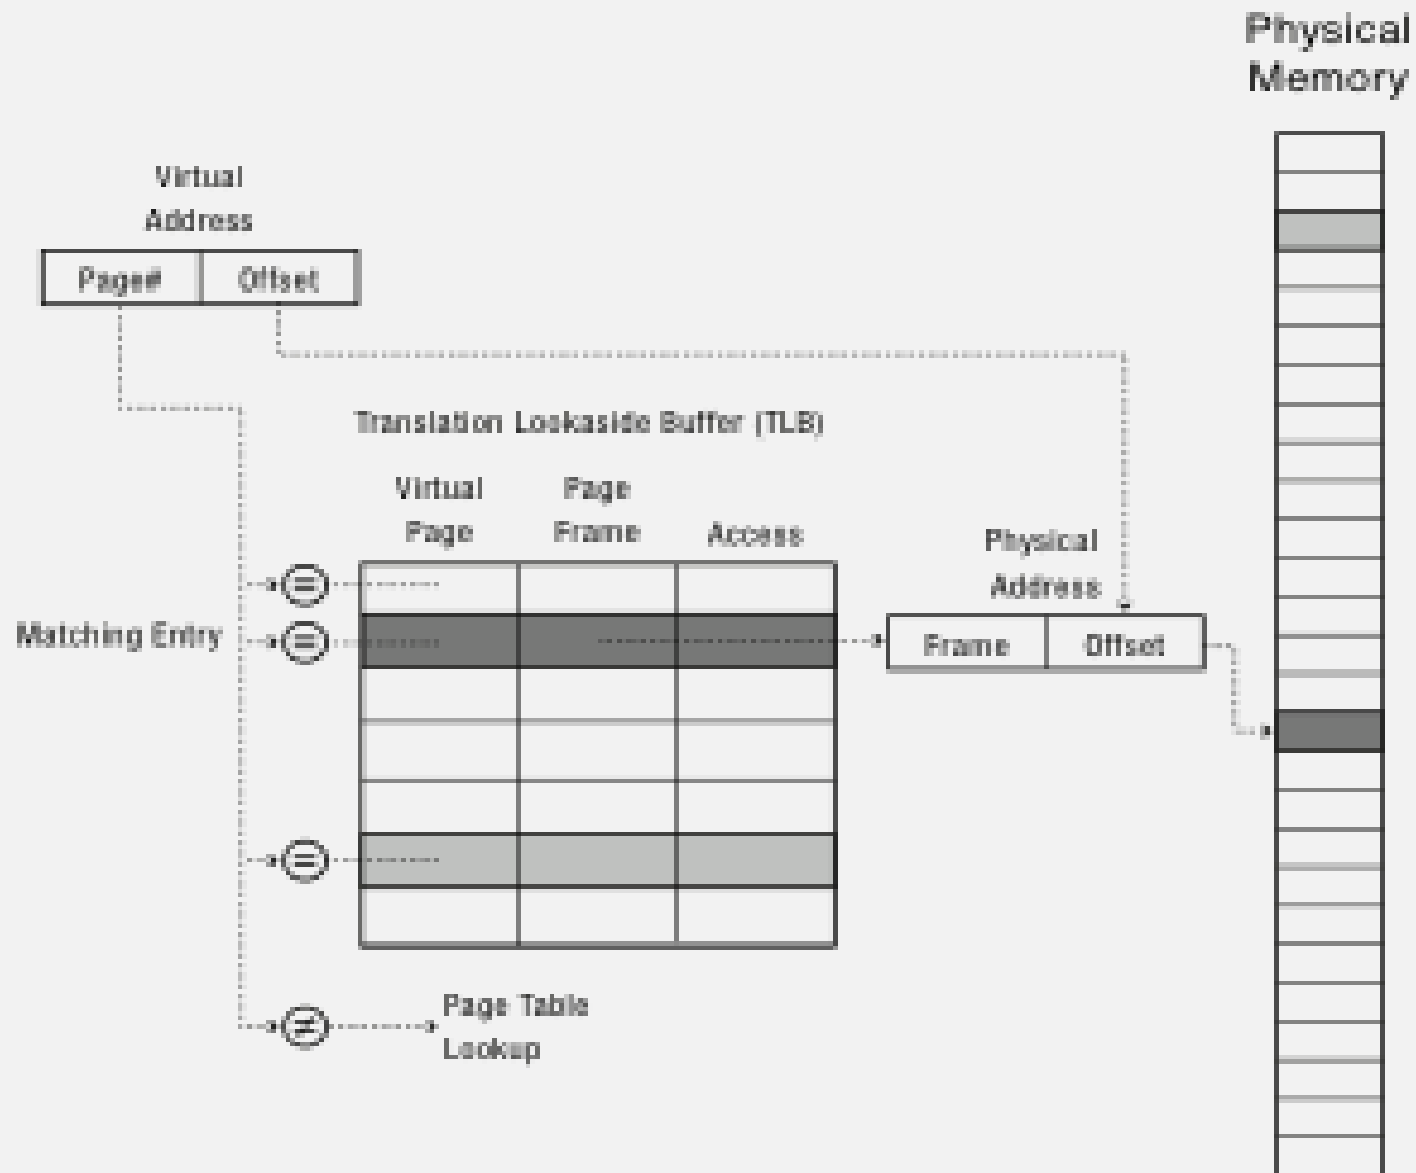 Physical
Memory
Virtual
Address
Page#
Offset
Translation Lookaside Buffer (TLB)
Virtual
Page
Page
Frame
Access
Physical
Address
=
Matching Entry
=
Frame
Offset
=
≠
Page Table
Lookup